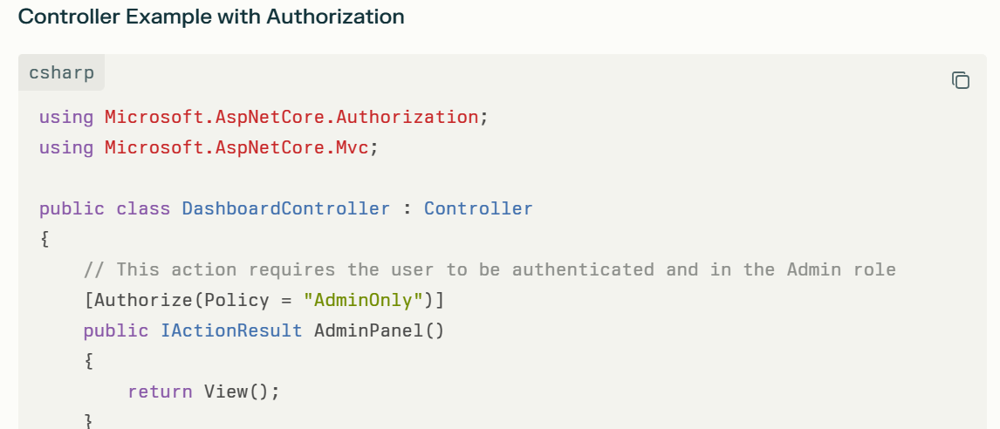 Controller Example with Authorization
csharp
using Microsoft.AspNetCore.Authorization;
using Microsoft.AspNetCore.Mvc;
public class DashboardController : Controller
{
// This action requires the user to be authenticated and in the Admin role
[Authorize(Policy = "AdminOnly")]
public IActionResult AdminPanel()
{
return View();
}